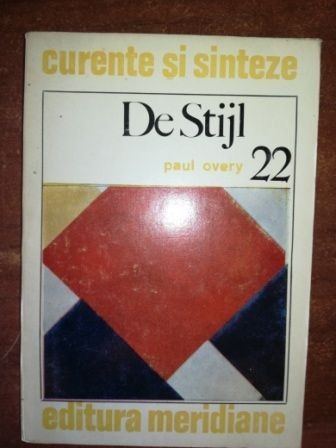 curente și sinteze
De Stijl
paul overy 22
editura meridiane